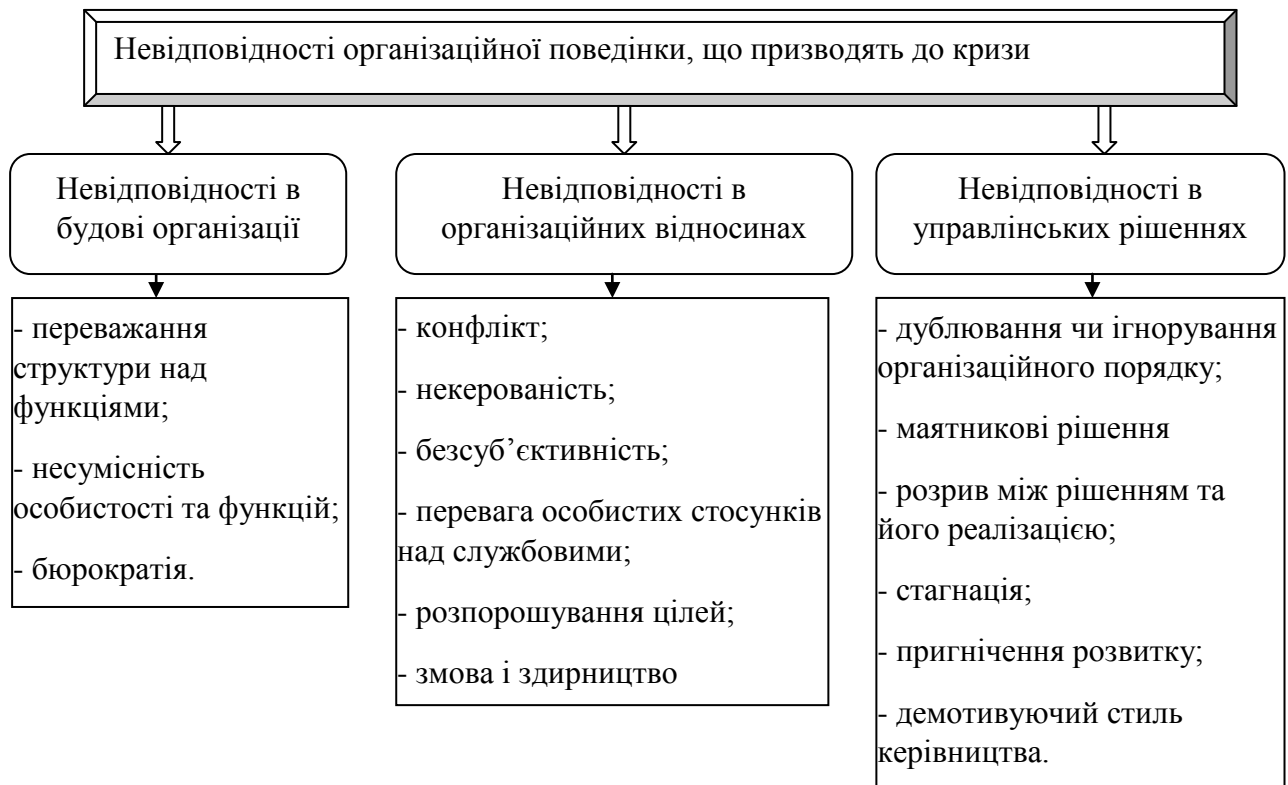 Невідповідності організаційної поведінки, що призводять до кризи
Невідповідності в
будові організації
Невідповідності в
організаційних відносинах
Невідповідності в
управлінських рішеннях
- переважання
структури над
функціями;
- несумісність
особистості та функцій;
- бюрократія.
- конфлікт;
- некерованість;
- безсуб’єктивність;
- перевага особистих стосунків
над службовими;
- розпорошування цілей;
- змова і здирництво
- дублювання чи ігнорування
організаційного порядку;
- маятникові рішення
- розрив між рішенням та
його реалізацією;
- стагнація;
- пригнічення розвитку;
- демотивуючий стиль
керівництва.